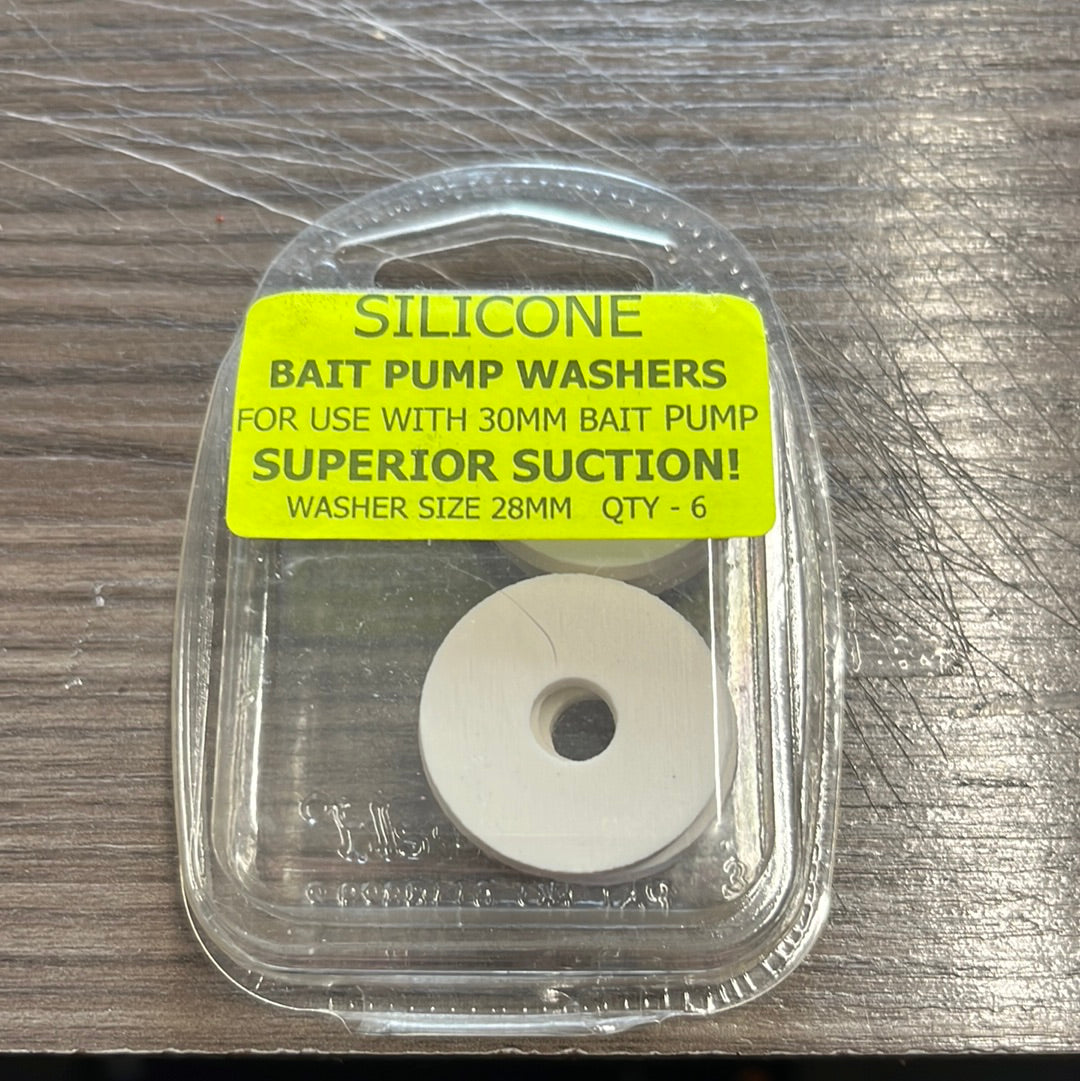 SILICONE
BAIT PUMP WASHERS
FOR USE WITH 30MM BAIT PUMP
SUPERIOR SUCTION!
WASHER SIZE 28MM QTY - 6